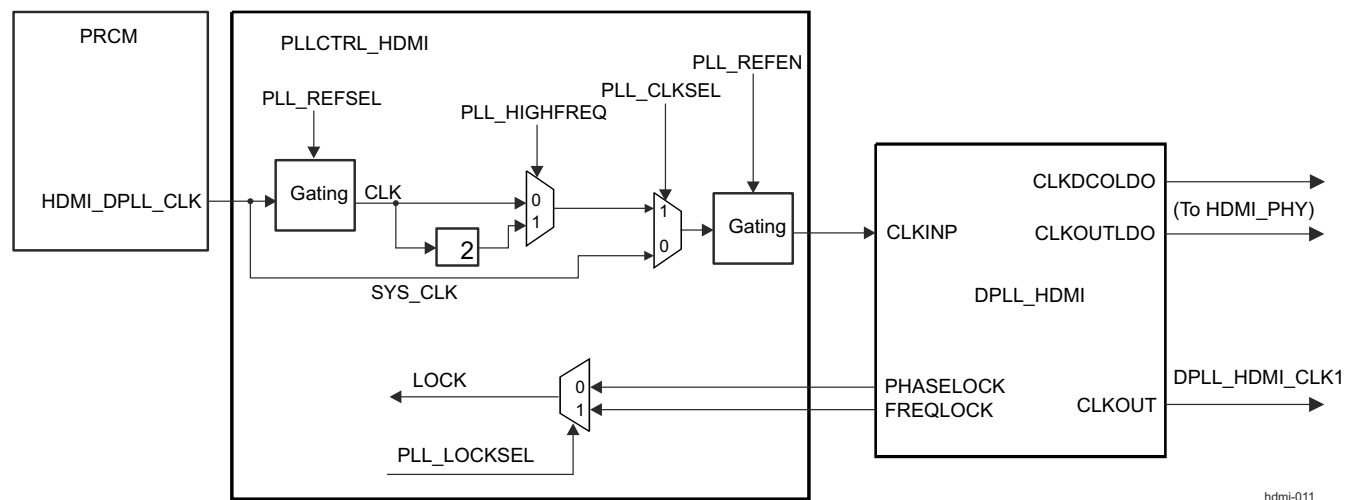 PRCM
PLLCTRL_HDMI
PLL_REFEN
PLL_CLKSEL
PLL_REFSEL
PLL_HIGHFREQ
HDMI_DPLL_CLK
Gating
CLK
0
1
2
1
0
Gating
SYS_CLK
CLKINP
CLKDCOLDO
(To HDMI_PHY)
CLKOUTLDO
DPLL_HDMI
LOCK
0
1
PHASELOCK
FREQLOCK
CLKOUT
DPLL_HDMI_CLK1
PLL_LOCKSEL
hdmi-011